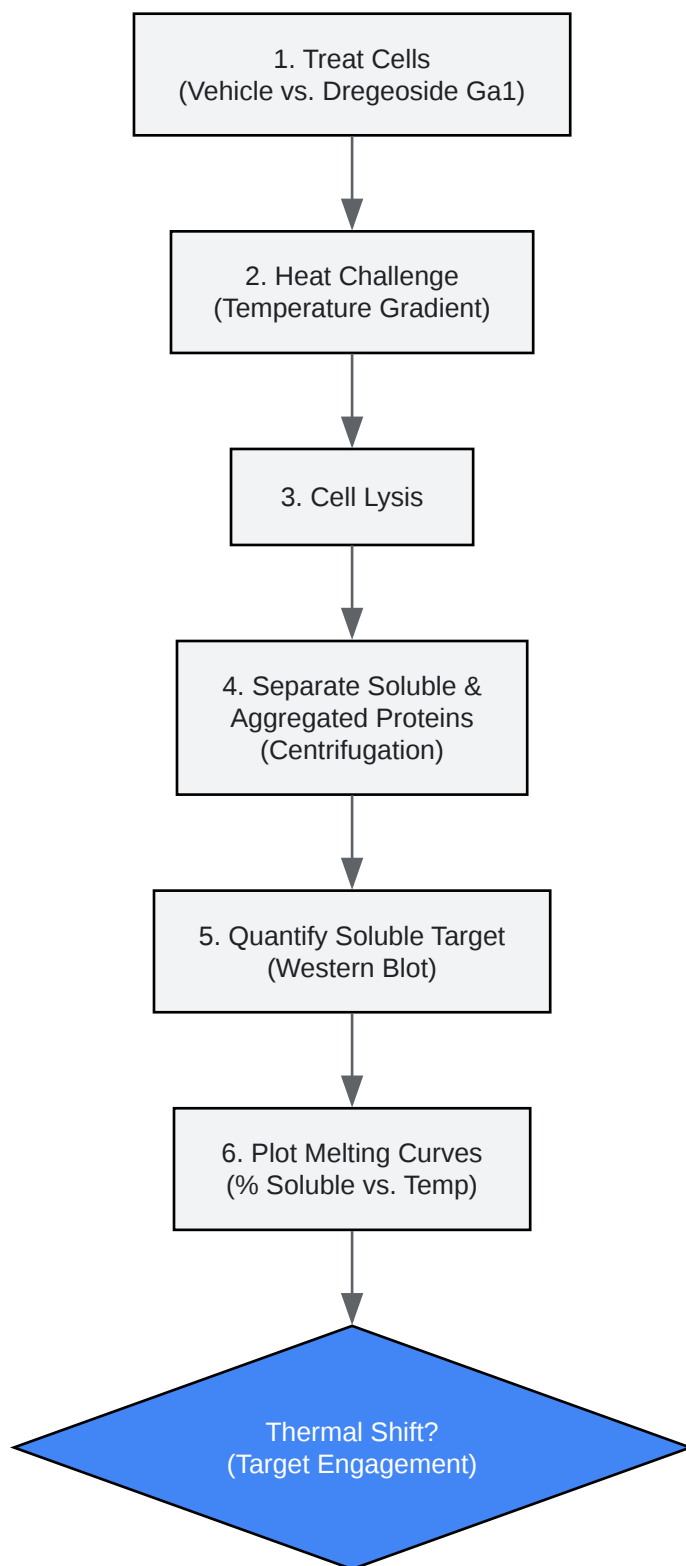 1. Treat Cells
(Vehicle vs. Dregeoside Ga1)
2. Heat Challenge
(Temperature Gradient)
3. Cell Lysis
4. Separate Soluble &
Aggregated Proteins
(Centrifugation)
5. Quantify Soluble Target
(Western Blot)
6. Plot Melting Curves
(% Soluble vs. Temp)
Thermal Shift?
(Target Engagement)